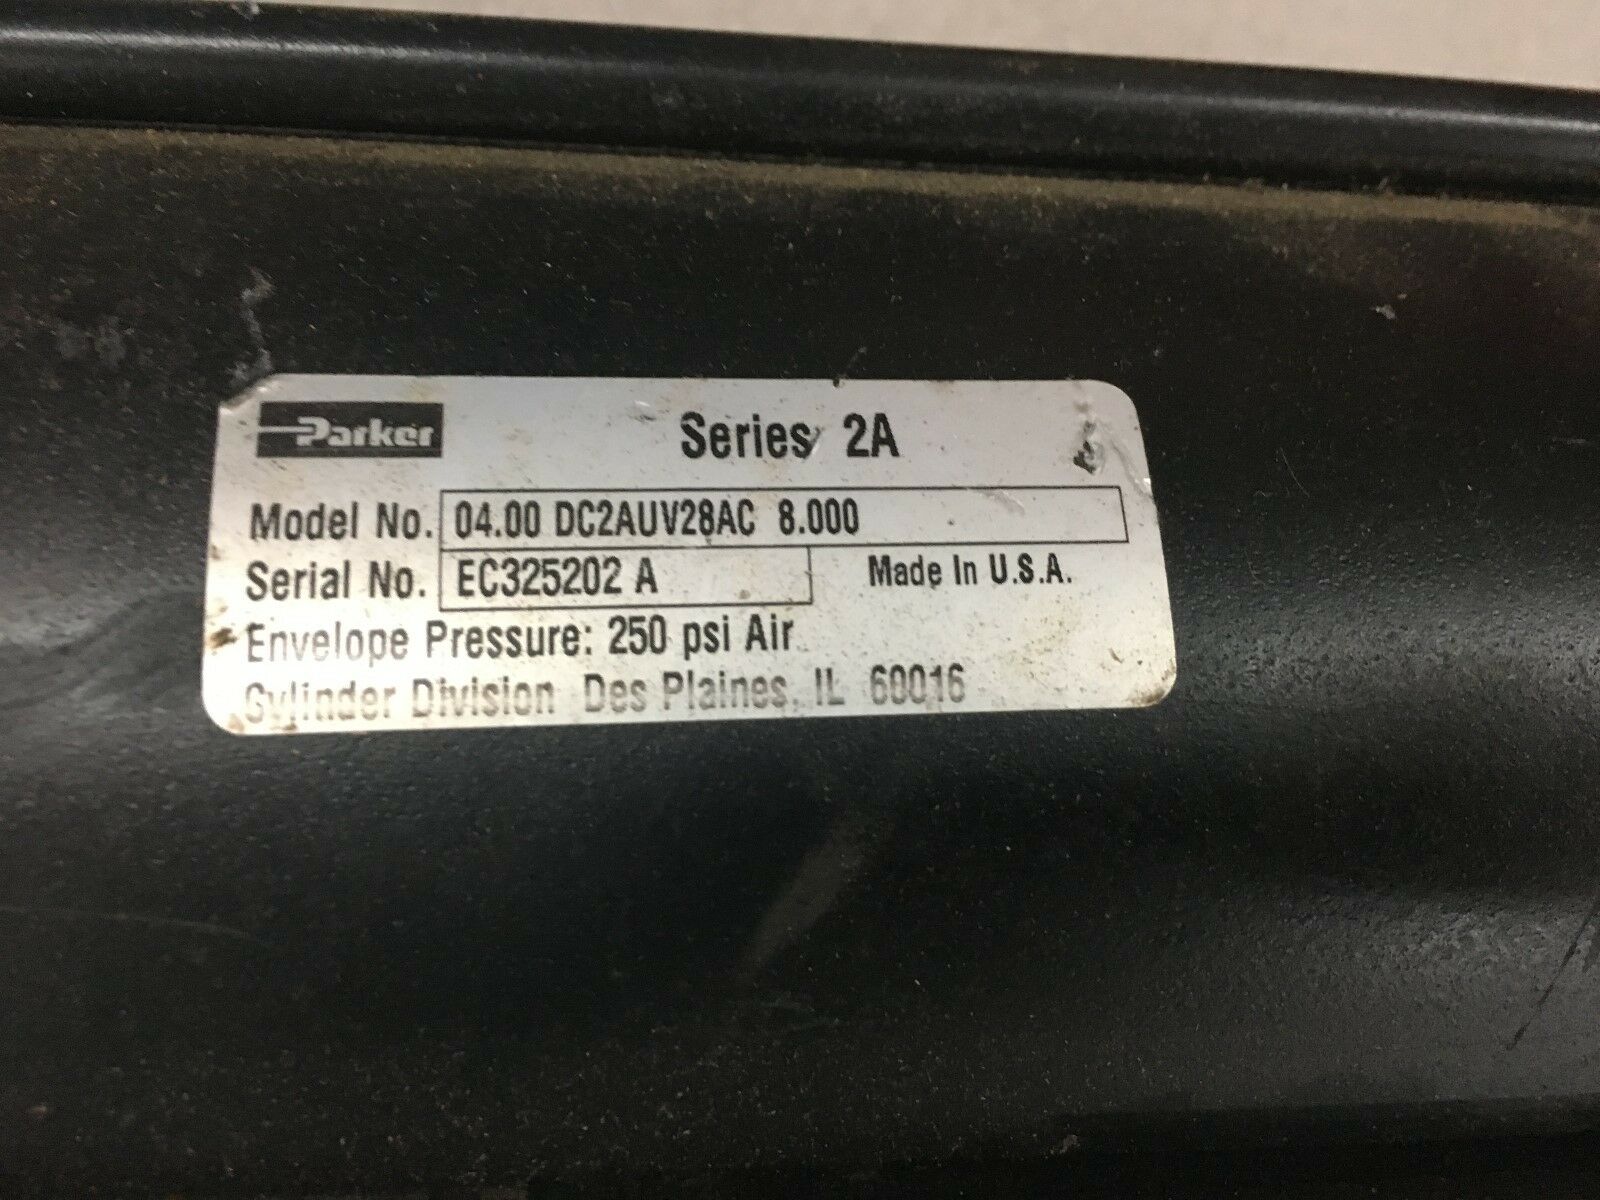 Parker
Series 2A
Model No. 04.00 DC2AUV28AC 8.000
Serial No. EC325202 A Made In U.S.A.
Envelope Pressure: 250 psi Air
Cylinder Division Des Plaines, IL 60016